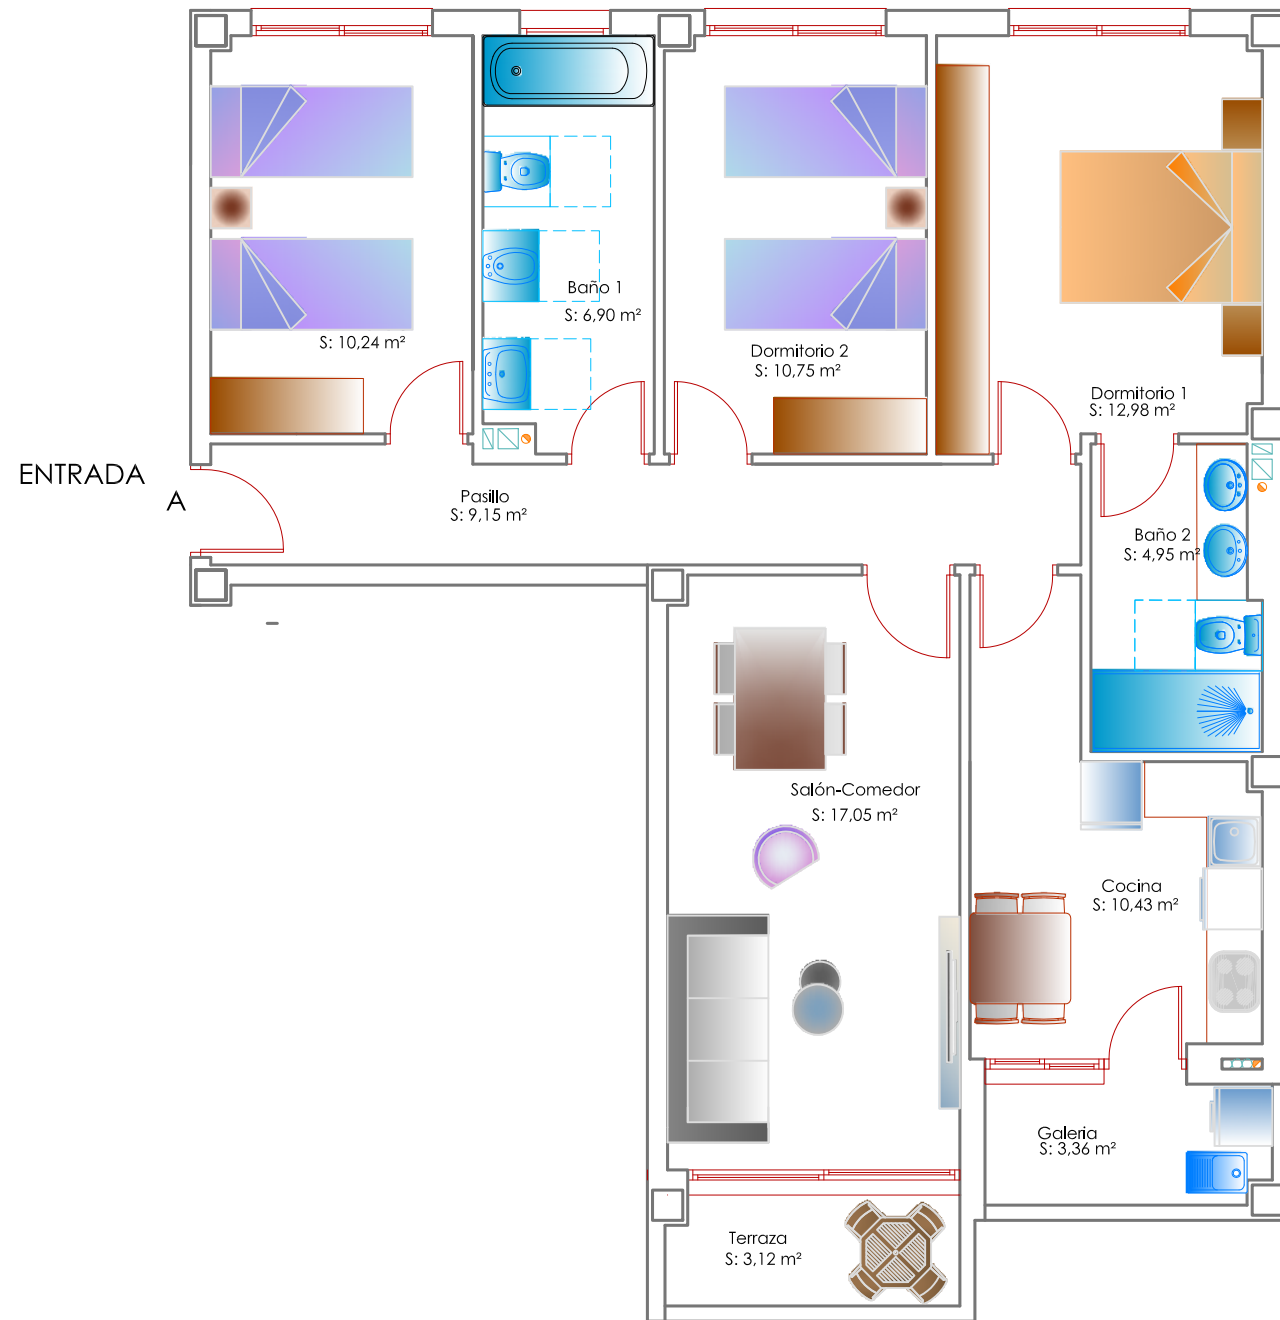 Baño 1
S: 6,90 m²
S: 10,24 m²
Dormitorio 2
S: 10,75 m²
Dormitorio 1
S: 12,98 m²
ENTRADA
A
Pasillo
S: 9,15 m²
Baño 2
S: 4,95 m²
Salón-Comedor
S: 17,05 m²
Cocina
S: 10,43 m²
Galeria
S: 3,36 m²
Terraza
S: 3,12 m²